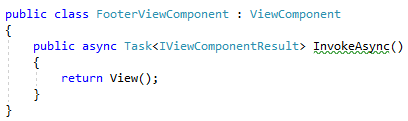 public class FooterViewComponent : ViewComponent
{
    public async Task<IViewComponentResult> InvokeAsync()
    {
        return View();
    }
}